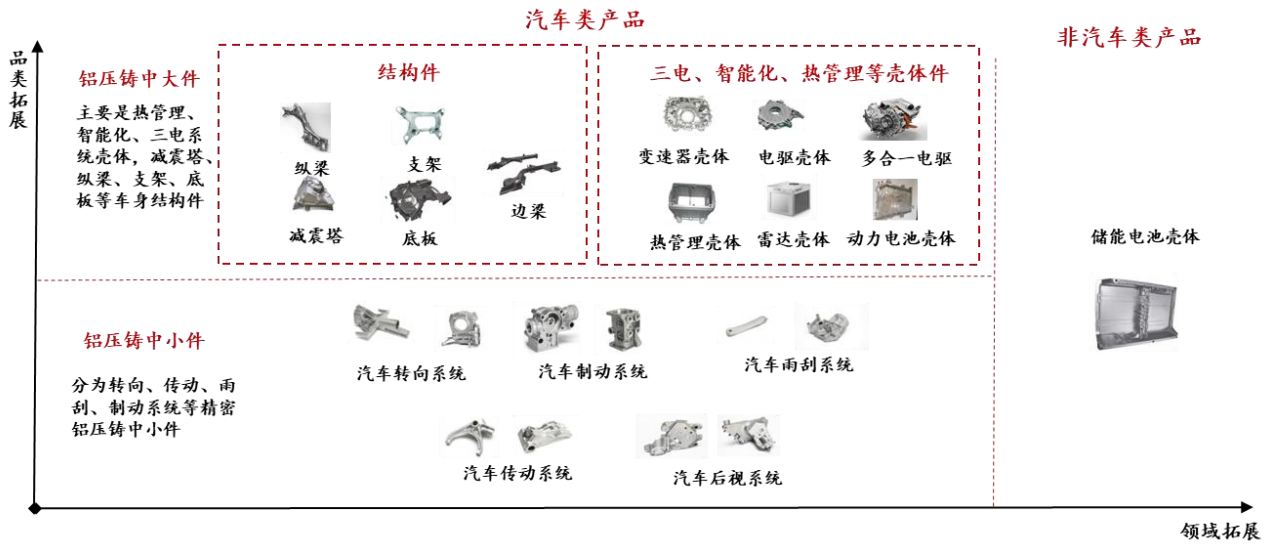 汽车类产品
非汽车类产品
品类拓展
铝压铸中大件
主要是热管理、
智能化、三电系
统壳体，减震塔、
纵梁、支架、底
板等车身结构件
结构件
纵梁
支架
边梁
减震塔
底板
三电、智能化、热管理等壳体件
变速器壳体
电驱壳体
多合一电驱
热管理壳体
雷达壳体
动力电池壳体
储能电池壳体
铝压铸中小件
分为转向、传动、雨
刮、制动系统等精密
铝压铸中小件
汽车转向系统
汽车制动系统
汽车雨刮系统
汽车传动系统
汽车后视系统
领域拓展